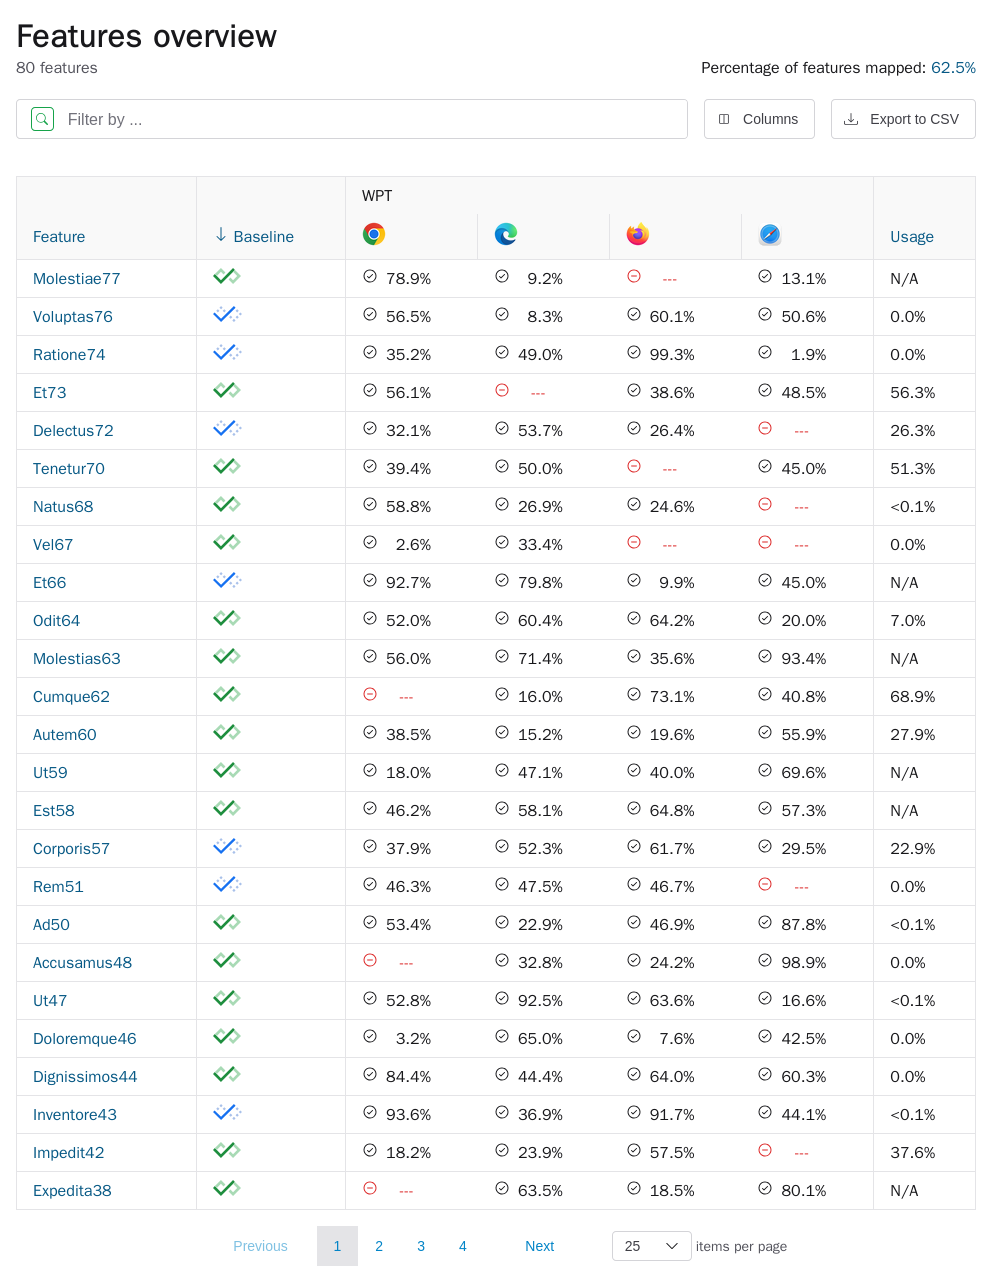 Features overview
80 features
Percentage of features mapped: 62.5%
Filter by ...
Columns
Export to CSV
WPT
Feature Baseline Usage
Molestiae77 78.9% 9.2% --- 13.1% N/A
Voluptas76 56.5% 8.3% 60.1% 50.6% 0.0%
Ratione74 35.2% 49.0% 99.3% 1.9% 0.0%
Et73 56.1% --- 38.6% 48.5% 56.3%
Delectus72 32.1% 53.7% 26.4% --- 26.3%
Tenetur70 39.4% 50.0% --- 45.0% 51.3%
Natus68 58.8% 26.9% 24.6% --- <0.1%
Vel67 2.6% 33.4% --- --- 0.0%
Et66 92.7% 79.8% 9.9% 45.0% N/A
Odit64 52.0% 60.4% 64.2% 20.0% 7.0%
Molestias63 56.0% 71.4% 35.6% 93.4% N/A
Cumque62 --- 16.0% 73.1% 40.8% 68.9%
Autem60 38.5% 15.2% 19.6% 55.9% 27.9%
Ut59 18.0% 47.1% 40.0% 69.6% N/A
Est58 46.2% 58.1% 64.8% 57.3% N/A
Corporis57 37.9% 52.3% 61.7% 29.5% 22.9%
Rem51 46.3% 47.5% 46.7% --- 0.0%
Ad50 53.4% 22.9% 46.9% 87.8% <0.1%
Accusamus48 --- 32.8% 24.2% 98.9% 0.0%
Ut47 52.8% 92.5% 63.6% 16.6% <0.1%
Doloremque46 3.2% 65.0% 7.6% 42.5% 0.0%
Dignissimos44 84.4% 44.4% 64.0% 60.3% 0.0%
Inventore43 93.6% 36.9% 91.7% 44.1% <0.1%
Impedit42 18.2% 23.9% 57.5% --- 37.6%
Expedita38 --- 63.5% 18.5% 80.1% N/A
Previous 1 2 3 4 Next 25 items per page